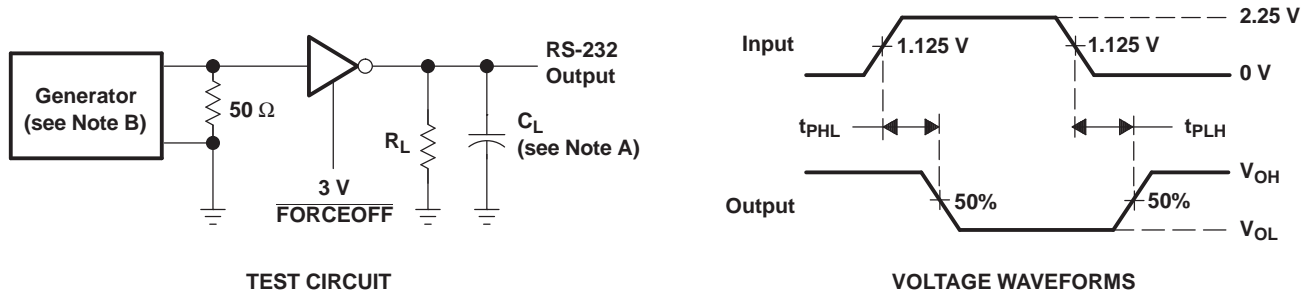 Generator
(see Note B)
50 Ω
3 V
FORCEOFF
R_L
C_L
(see Note A)
RS-232
Output
TEST CIRCUIT
Input
1.125 V
1.125 V
2.25 V
0 V
t_PHL
t_PLH
Output
50%
50%
V_OH
V_OL
VOLTAGE WAVEFORMS